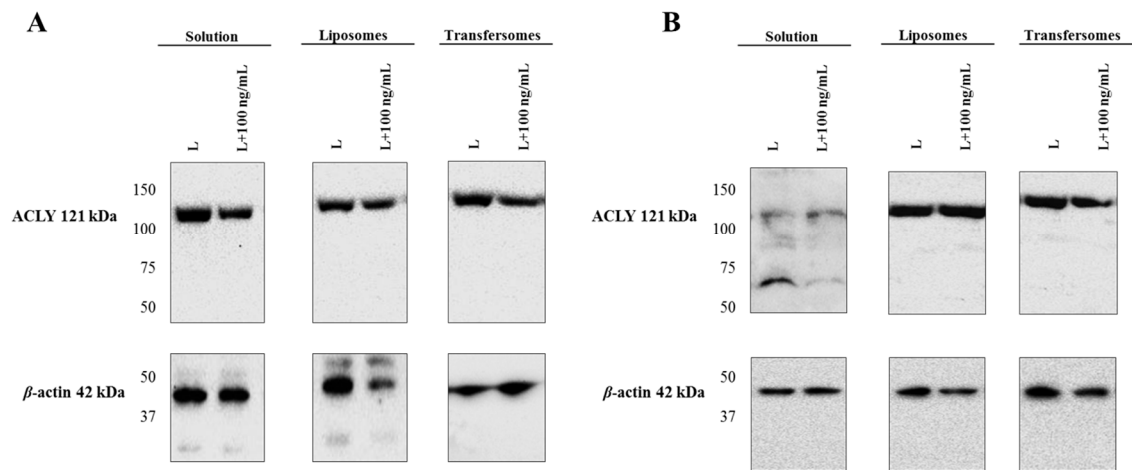 A
Solution
Liposomes
Transfersomes
L
L+100 ng/mL
L
L+100 ng/mL
L
L+100 ng/mL
ACLY 121 kDa
150
100
75
50
β-actin 42 kDa
50
37
B
Solution
Liposomes
Transfersomes
L
L+100 ng/mL
L
L+100 ng/mL
L
L+100 ng/mL
ACLY 121 kDa
150
100
75
50
β-actin 42 kDa
50
37